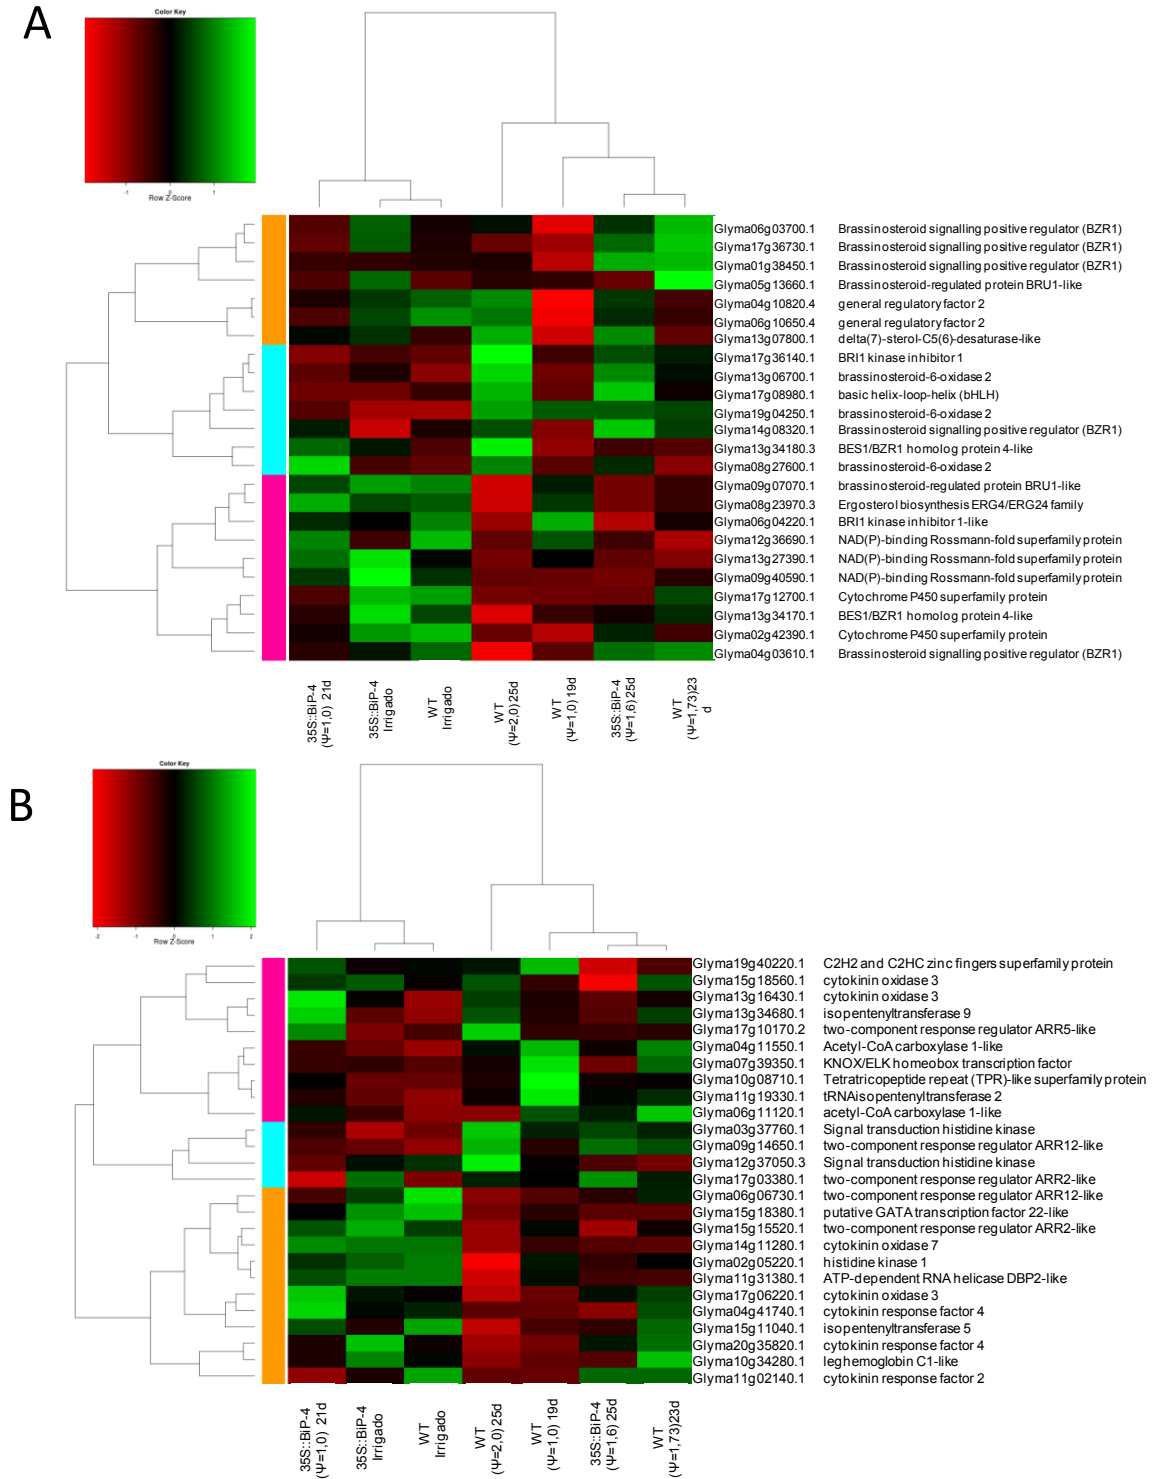 A
Color Key
-1 0 1
Row Z-Score
Glyma06g03700.1 Brassinosteroid signalling positive regulator (BZR1)
Glyma17g36730.1 Brassinosteroid signalling positive regulator (BZR1)
Glyma01g38450.1 Brassinosteroid signalling positive regulator (BZR1)
Glyma05g13660.1 Brassinosteroid-regulated protein BRU1-like
Glyma04g10820.4 general regulatory factor 2
Glyma06g10650.4 general regulatory factor 2
Glyma13g07800.1 delta(7)-sterol-C5(6)-desaturase-like
Glyma17g36140.1 BRI1 kinase inhibitor 1
Glyma13g06700.1 brassinosteroid-6-oxidase 2
Glyma17g08980.1 basic helix-loop-helix (bHLH)
Glyma19g04250.1 brassinosteroid-6-oxidase 2
Glyma14g08320.1 Brassinosteroid signalling positive regulator (BZR1)
Glyma13g34180.3 BES1/BZR1 homolog protein 4-like
Glyma08g27600.1 brassinosteroid-6-oxidase 2
Glyma09g07070.1 brassinosteroid-regulated protein BRU1-like
Glyma08g23970.3 Ergosterol biosynthesis ERG4/ERG24 family
Glyma06g04220.1 BRI1 kinase inhibitor 1-like
Glyma12g36690.1 NAD(P)-binding Rossmann-fold superfamily protein
Glyma13g27390.1 NAD(P)-binding Rossmann-fold superfamily protein
Glyma09g40590.1 NAD(P)-binding Rossmann-fold superfamily protein
Glyma17g12700.1 Cytochrome P450 superfamily protein
Glyma13g34170.1 BES1/BZR1 homolog protein 4-like
Glyma02g42390.1 Cytochrome P450 superfamily protein
Glyma04g03610.1 Brassinosteroid signalling positive regulator (BZR1)
35S::BiP-4
(Ψ=1,0) 21d
35S::BiP-4
Irrigado
WT
Irrigado
WT
(Ψ=2,0) 25d
WT
(Ψ=1,0) 19d
35S::BiP-4
(Ψ=1,6) 25d
WT
(Ψ=1,73)23
d
B
Color Key
-2 -1 0 1 2
Row Z-Score
Glyma19g40220.1 C2H2 and C2HC zinc fingers superfamily protein
Glyma15g18560.1 cytokinin oxidase 3
Glyma13g16430.1 cytokinin oxidase 3
Glyma13g34680.1 isopentenyltransferase 9
Glyma17g10170.2 two-component response regulator ARR5-like
Glyma04g11550.1 Acetyl-CoA carboxylase 1-like
Glyma07g39350.1 KNOX/ELK homeobox transcription factor
Glyma10g08710.1 Tetratricopeptide repeat (TPR)-like superfamily protein
Glyma11g19330.1 tRNAisopentenyltransferase 2
Glyma06g11120.1 acetyl-CoA carboxylase 1-like
Glyma03g37760.1 Signal transduction histidine kinase
Glyma09g14650.1 two-component response regulator ARR12-like
Glyma12g37050.3 Signal transduction histidine kinase
Glyma17g03380.1 two-component response regulator ARR2-like
Glyma06g06730.1 two-component response regulator ARR12-like
Glyma15g18380.1 putative GATA transcription factor 22-like
Glyma15g15520.1 two-component response regulator ARR2-like
Glyma14g11280.1 cytokinin oxidase 7
Glyma02g05220.1 histidine kinase 1
Glyma11g31380.1 ATP-dependent RNA helicase DBP2-like
Glyma17g06220.1 cytokinin oxidase 3
Glyma04g41740.1 cytokinin response factor 4
Glyma15g11040.1 isopentenyltransferase 5
Glyma20g35820.1 cytokinin response factor 4
Glyma10g34280.1 leghemoglobin C1-like
Glyma11g02140.1 cytokinin response factor 2
35S::BiP-4
(Ψ=1,0) 21d
35S::BiP-4
Irrigado
WT
Irrigado
WT
(Ψ=2,0) 25d
WT
(Ψ=1,0) 19d
35S::BiP-4
(Ψ=1,6) 25d
WT
(Ψ=1,73)23d